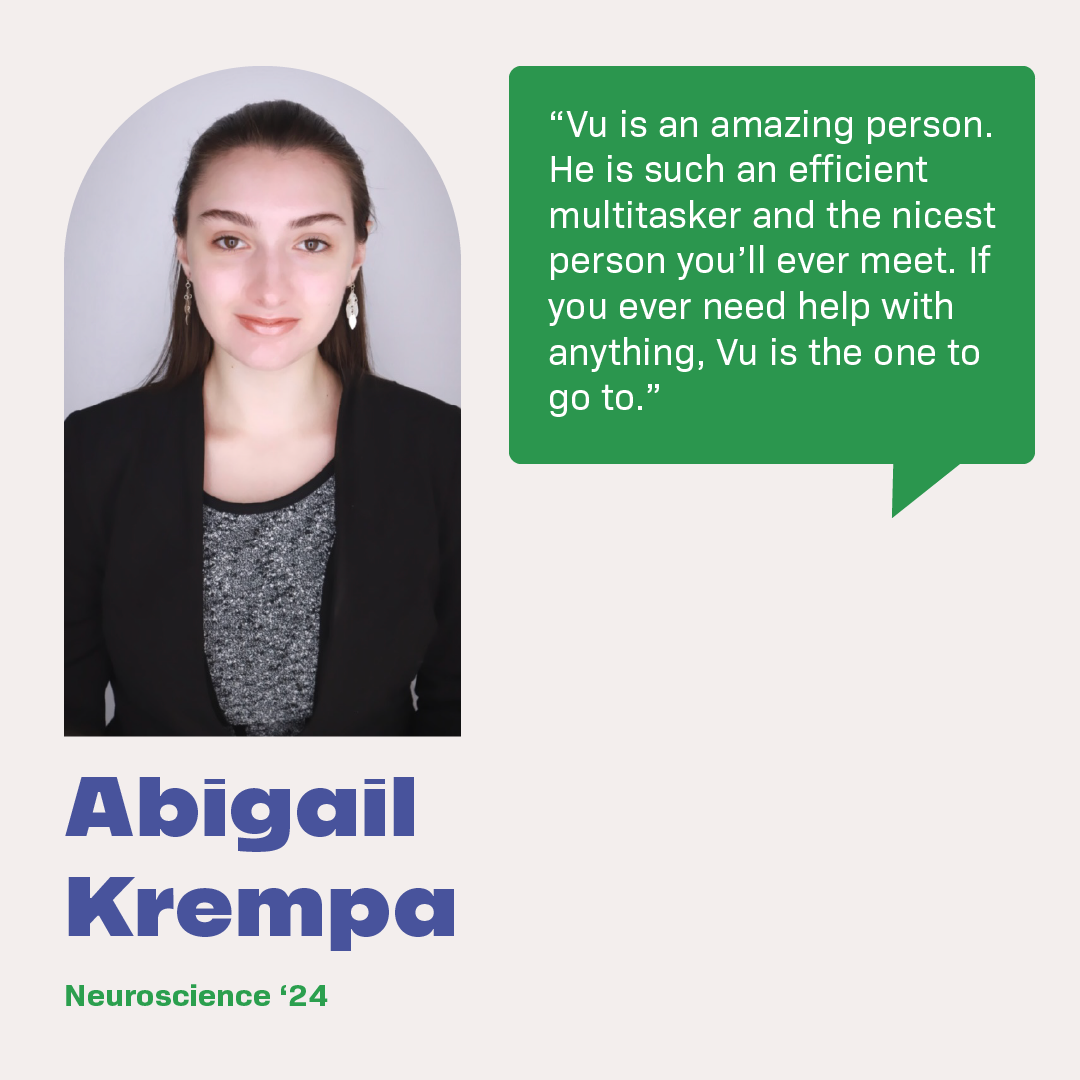 “Vu is an amazing person.
He is such an efficient
multitasker and the nicest
person you’ll ever meet. If
you ever need help with
anything, Vu is the one to
go to.”
Abigail
Krempa
Neuroscience ‘24